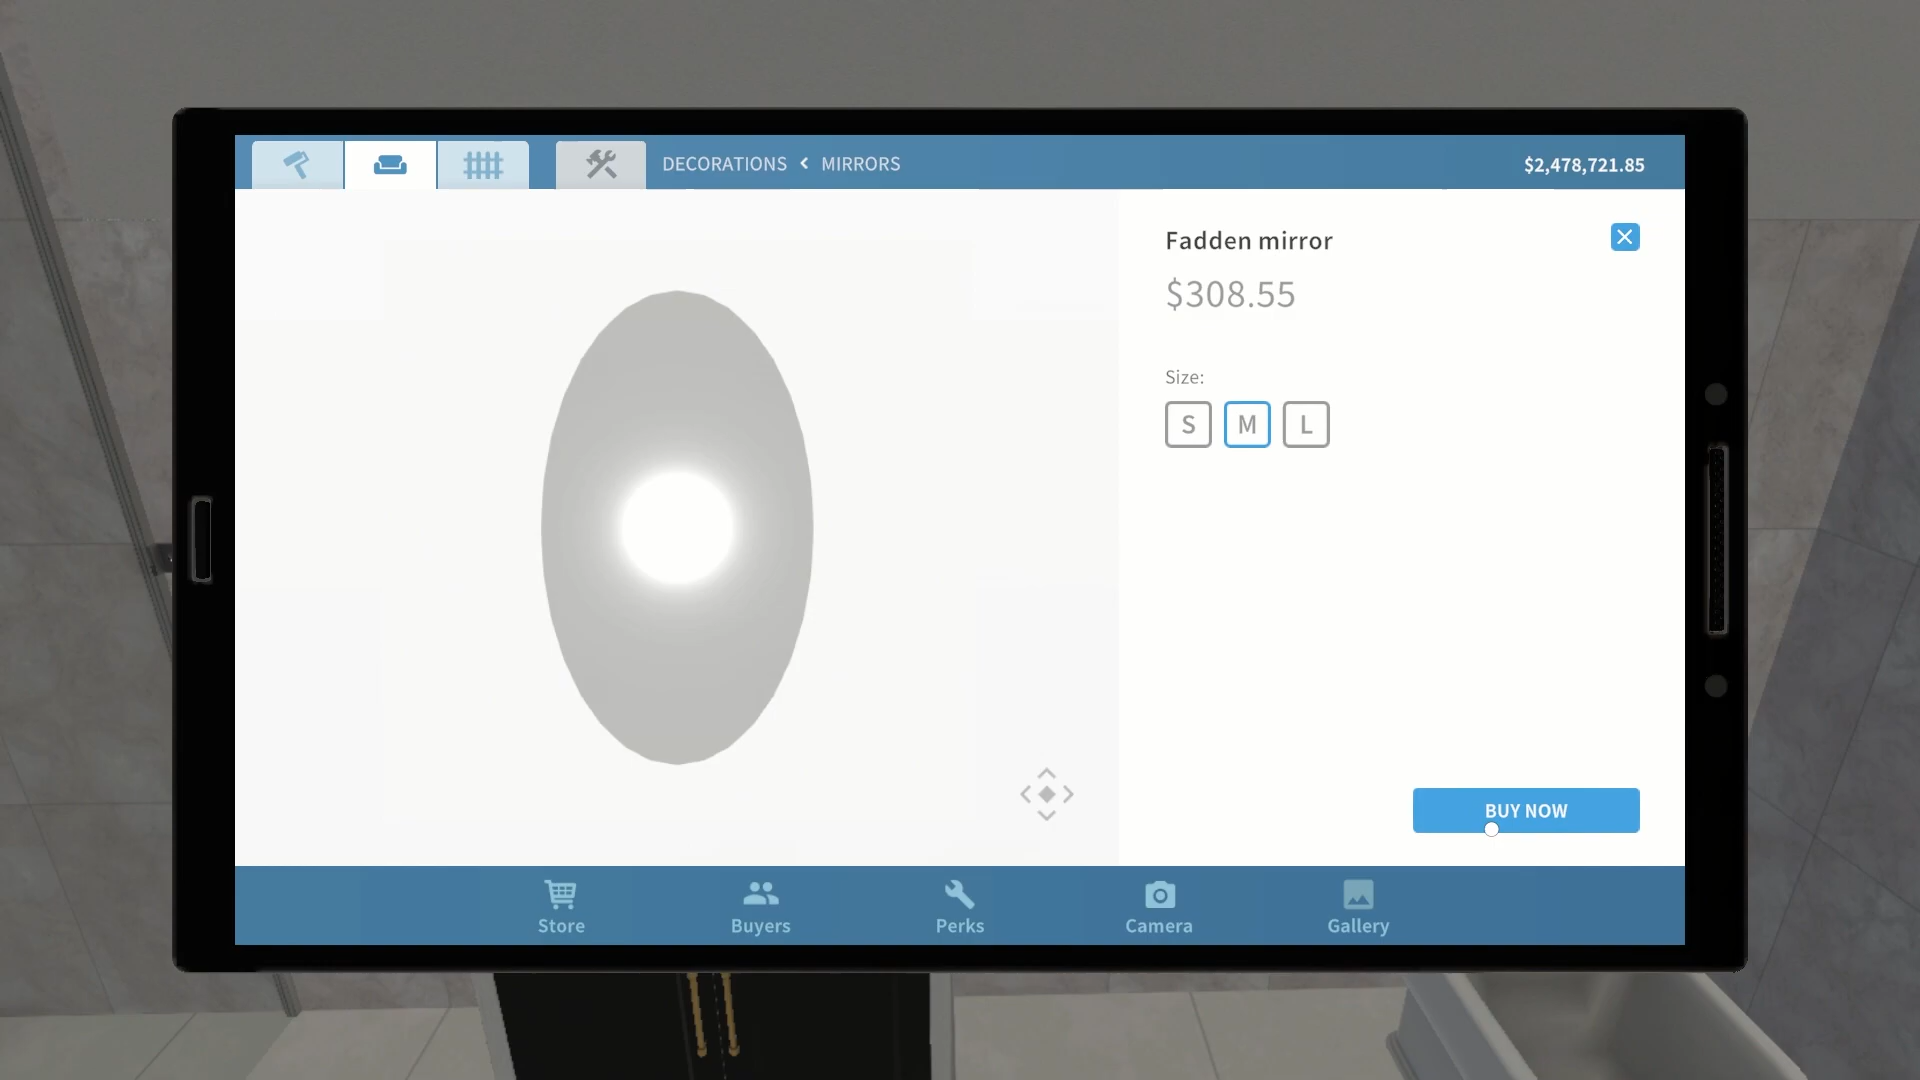 DECORATIONS < MIRRORS
$2,478,721.85
Fadden mirror
$308.55
Size:
S M L
BUY NOW
Store Buyers Perks Camera Gallery